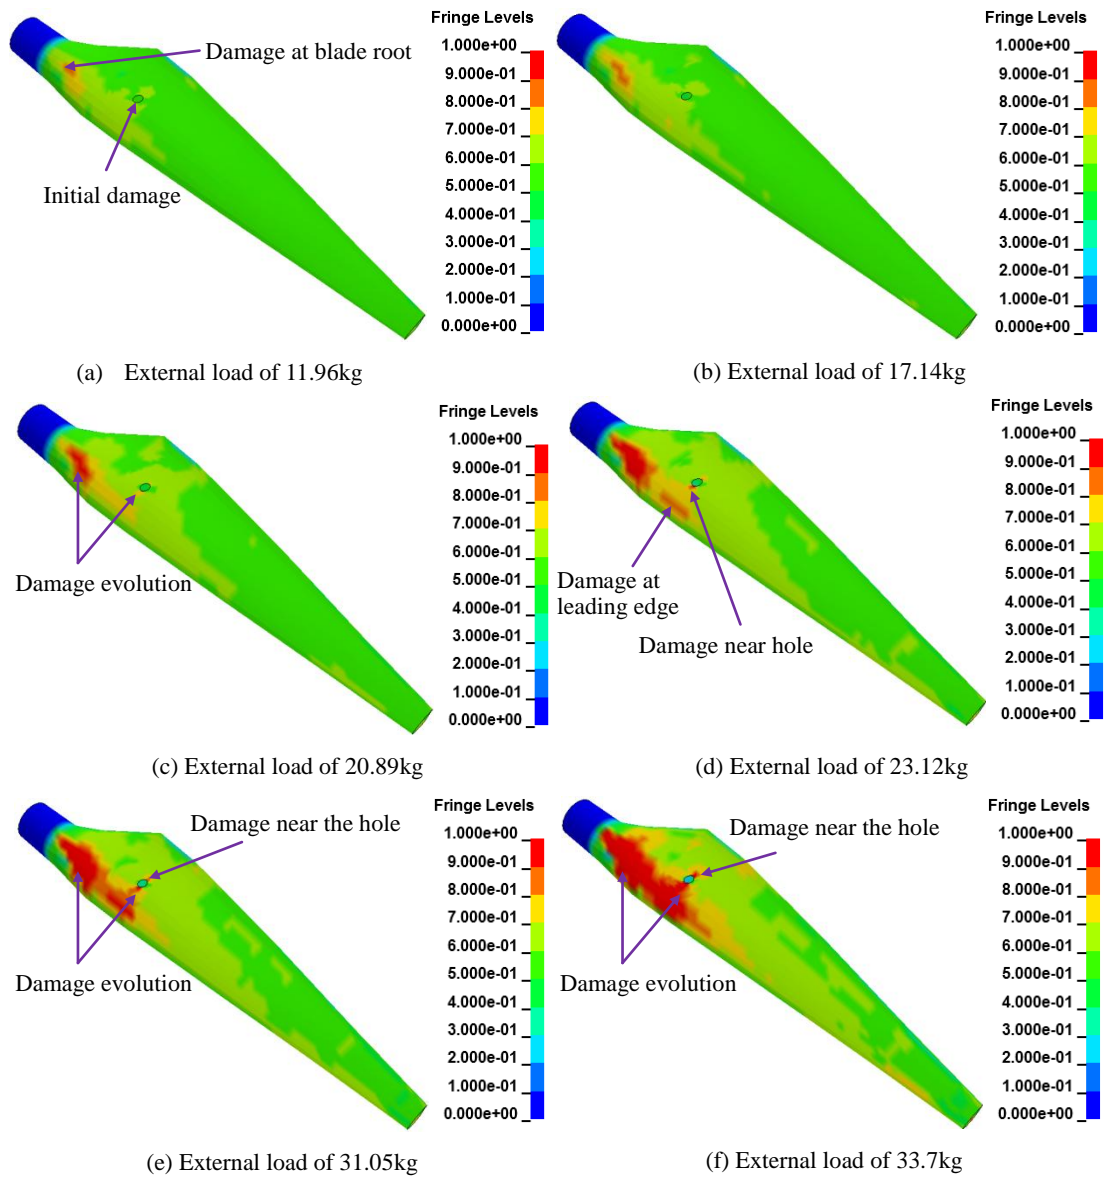 Fringe Levels
1.000e+00
9.000e-01
8.000e-01
7.000e-01
6.000e-01
5.000e-01
4.000e-01
3.000e-01
2.000e-01
1.000e-01
0.000e+00
Damage at blade root
Initial damage
(a) External load of 11.96kg
Fringe Levels
1.000e+00
9.000e-01
8.000e-01
7.000e-01
6.000e-01
5.000e-01
4.000e-01
3.000e-01
2.000e-01
1.000e-01
0.000e+00
(b) External load of 17.14kg
Fringe Levels
1.000e+00
9.000e-01
8.000e-01
7.000e-01
6.000e-01
5.000e-01
4.000e-01
3.000e-01
2.000e-01
1.000e-01
0.000e+00
Damage evolution
(c) External load of 20.89kg
Fringe Levels
1.000e+00
9.000e-01
8.000e-01
7.000e-01
6.000e-01
5.000e-01
4.000e-01
3.000e-01
2.000e-01
1.000e-01
0.000e+00
Damage at
leading edge
Damage near hole
(d) External load of 23.12kg
Fringe Levels
1.000e+00
9.000e-01
8.000e-01
7.000e-01
6.000e-01
5.000e-01
4.000e-01
3.000e-01
2.000e-01
1.000e-01
0.000e+00
Damage near the hole
Damage evolution
(e) External load of 31.05kg
Fringe Levels
1.000e+00
9.000e-01
8.000e-01
7.000e-01
6.000e-01
5.000e-01
4.000e-01
3.000e-01
2.000e-01
1.000e-01
0.000e+00
Damage near the hole
Damage evolution
(f) External load of 33.7kg